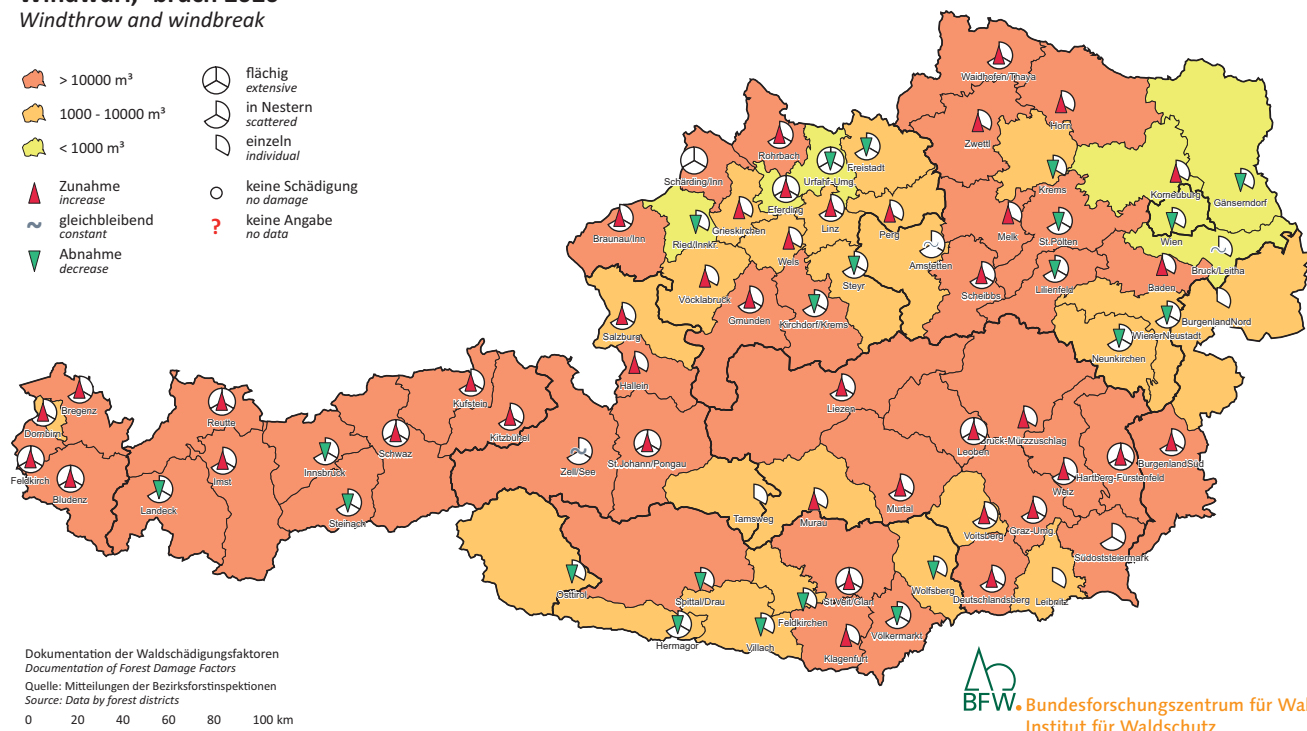 Windthrow and windbreak
> 10000 m³
1000 - 10000 m³
< 1000 m³
flächig
extensive
in Nestern
scattered
einzeln
individual
Zunahme
increase
gleichbleibend
constant
Abnahme
decrease
keine Schädigung
no damage
?
keine Angabe
no data
Waidhofen/Thaya
Horn
Zwettl
Rohrbach
Schärding/Inn
Urfahr-Umg.
Freistadt
Krems
Korneuburg
Gänserndorf
Eferding
Grieskirchen
Linz
Perg
Melk
St.Pölten
Wien
Braunau/Inn
Ried/Innkr.
Wels
Amstetten
Bruck/Leitha
Steyr
Scheibbs
Lilienfeld
Baden
Vöcklabruck
Gmunden
Kirchdorf/Krems
BurgenlandNord
WienerNeustadt
Salzburg
Neunkirchen
Hallein
Bregenz
Dornbirn
Reutte
Kufstein
Kitzbühel
Liezen
Feldkirch
Bludenz
Landeck
Imst
Innsbruck
Steinach
Schwaz
Zell/See
St.Johann/Pongau
Leoben
Bruck-Mürzzuschlag
BurgenlandSüd
Hartberg-Fürstenfeld
Weiz
Tamsweg
Murau
Murtal
Voitsberg
Graz-Umg.
Südoststeiermark
Osttirol
Spittal/Drau
St.Veit/Glan
Wolfsberg
Deutschlandsberg
Leibnitz
Hermagor
Villach
Feldkirchen
Klagenfurt
Völkermarkt
Dokumentation der Waldschädigungsfaktoren
Documentation of Forest Damage Factors
Quelle: Mitteilungen der Bezirksforstinspektionen
Source: Data by forest districts
0 20 40 60 80 100 km
BFW
Bundesforschungszentrum für Wal
Institut für Waldschutz